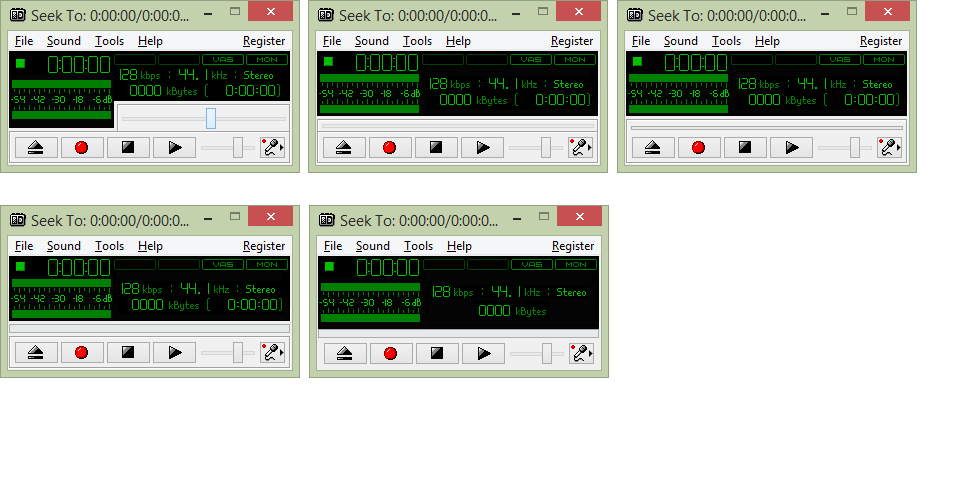 Seek To: 0:00:00/0:00:0...
File Sound Tools Help Register
0:00:00 VAS MON
128 kbps : 44.1 kHz : Stereo
-54 -42 -30 -18 -6dB
0000 kBytes ( 0:00:00)
Seek To: 0:00:00/0:00:0...
File Sound Tools Help Register
0:00:00 VAS MON
128 kbps : 44.1 kHz : Stereo
-54 -42 -30 -18 -6dB
0000 kBytes ( 0:00:00)
Seek To: 0:00:00/0:00:0...
File Sound Tools Help Register
0:00:00 VAS MON
128 kbps : 44.1 kHz : Stereo
-54 -42 -30 -18 -6dB
0000 kBytes ( 0:00:00)
Seek To: 0:00:00/0:00:0...
File Sound Tools Help Register
0:00:00 VAS MON
128 kbps : 44.1 kHz : Stereo
-54 -42 -30 -18 -6dB
0000 kBytes ( 0:00:00)
Seek To: 0:00:00/0:00:0...
File Sound Tools Help Register
0:00:00 VAS MON
128 kbps : 44.1 kHz : Stereo
-54 -42 -30 -18 -6dB
0000 kBytes